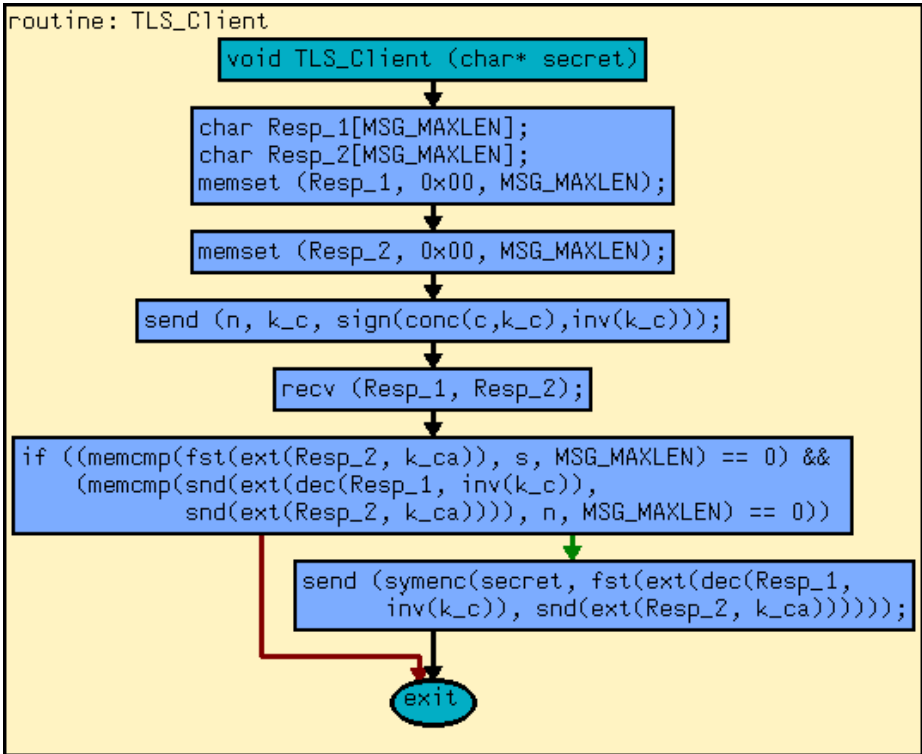 routine: TLS_Client
void TLS_Client (char* secret)
char Resp_1[MSG_MAXLEN];
char Resp_2[MSG_MAXLEN];
memset (Resp_1, 0x00, MSG_MAXLEN);
memset (Resp_2, 0x00, MSG_MAXLEN);
send (n, k_c, sign(conc(c,k_c),inv(k_c)));
recv (Resp_1, Resp_2);
if ((memcmp(fst(ext(Resp_2, k_ca)), s, MSG_MAXLEN) == 0) &&
(memcmp(snd(ext(dec(Resp_1, inv(k_c)),
snd(ext(Resp_2, k_ca)))), n, MSG_MAXLEN) == 0))
send (symenc(secret, fst(ext(dec(Resp_1,
inv(k_c)), snd(ext(Resp_2, k_ca))))));
exit